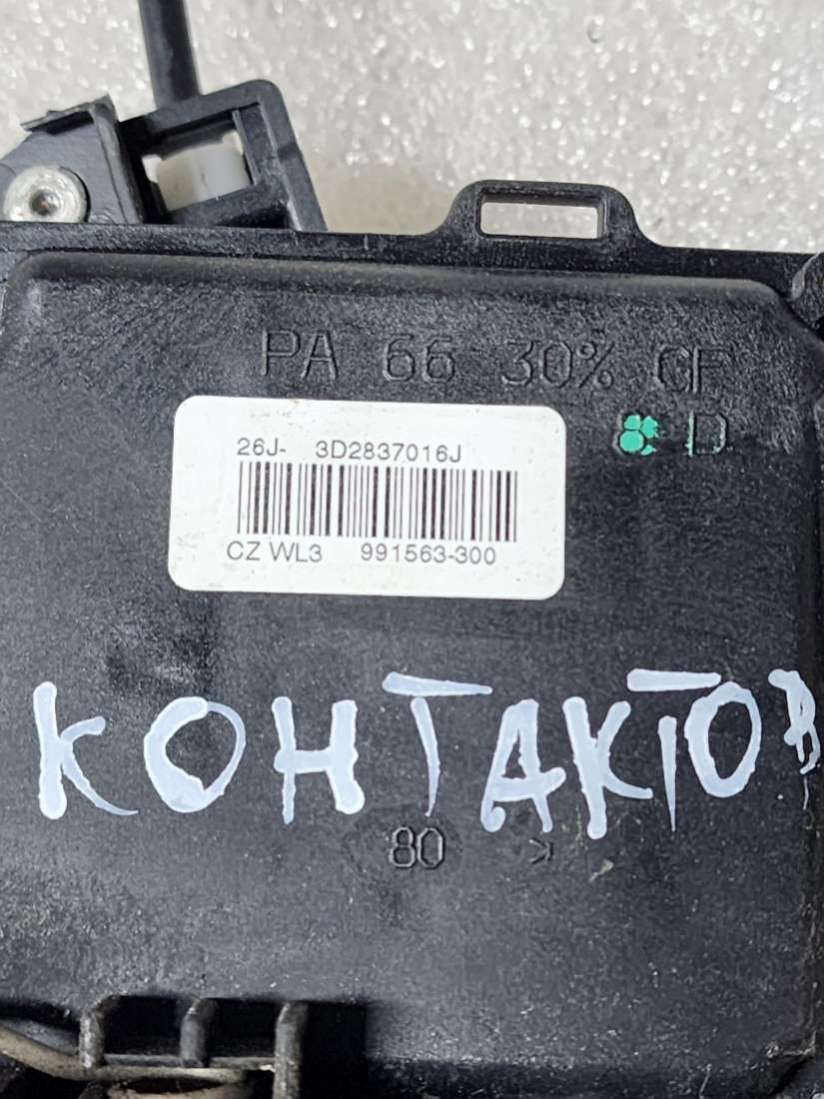 PA 66 30% GF
D
26J- 3D2837016J
CZ WL3 991563-300
КОНТАКТОВ
80